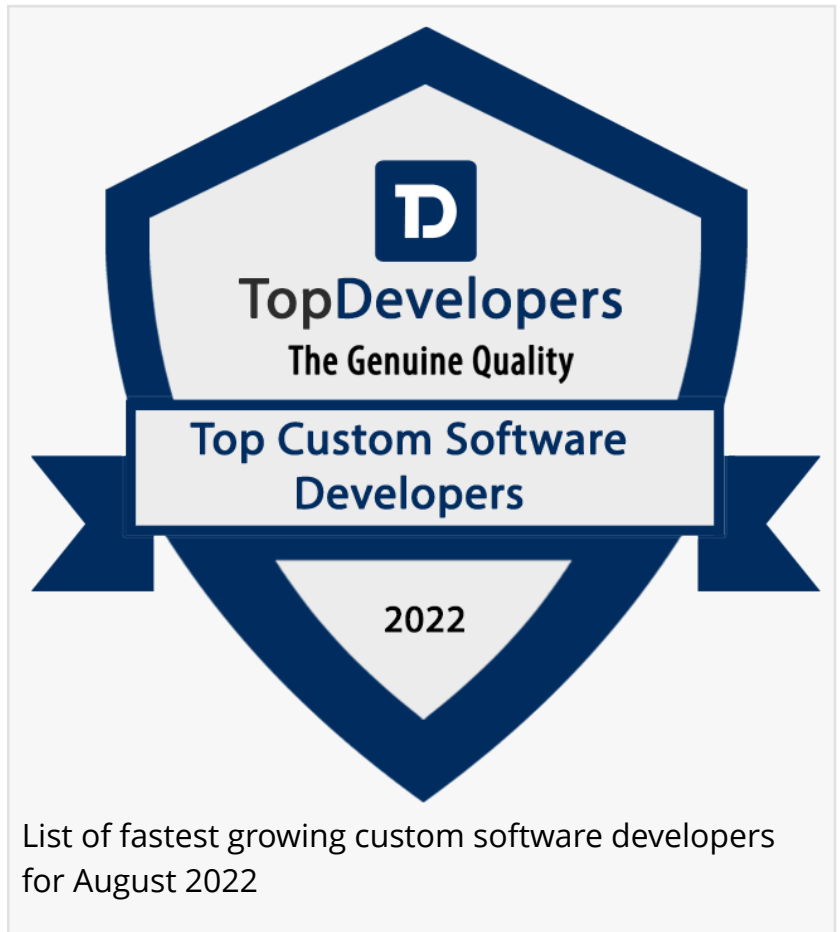 TD
TopDevelopers
The Genuine Quality
Top Custom Software
Developers
2022
List of fastest growing custom software developers
for August 2022